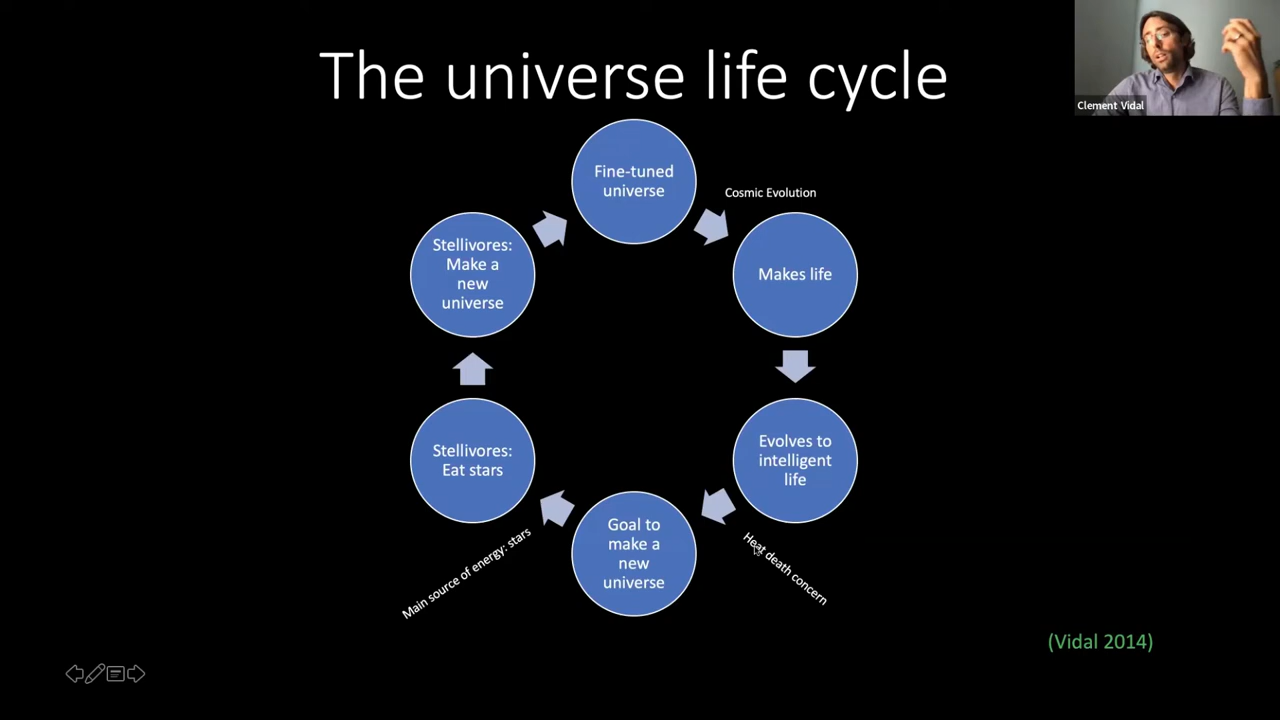 The universe life cycle
Clement Vidal
Fine-tuned
universe
Cosmic Evolution
Makes life
Evolves to
intelligent
life
Heat death concern
Goal to
make a
new
universe
Main source of energy: stars
Stellivores:
Eat stars
Stellivores:
Make a
new
universe
(Vidal 2014)